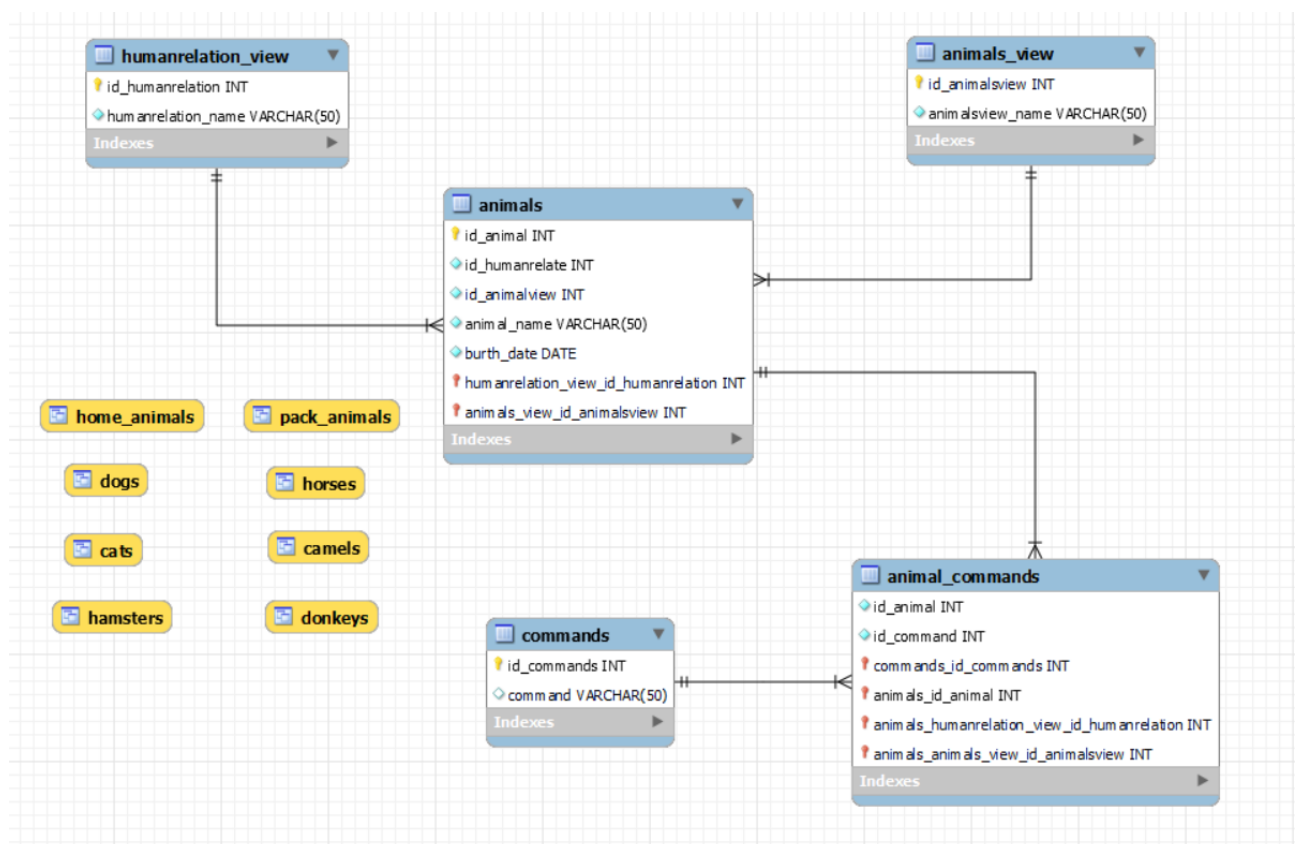 humanrelation_view
id_humanrelation INT
humanrelation_name VARCHAR(50)
Indexes
animals_view
id_animalsview INT
animalsview_name VARCHAR(50)
Indexes
animals
id_animal INT
id_humanrelate INT
id_animalview INT
animal_name VARCHAR(50)
burth_date DATE
humanrelation_view_id_humanrelation INT
animals_view_id_animalsview INT
Indexes
home_animals
pack_animals
dogs
horses
cats
camels
hamsters
donkeys
commands
id_commands INT
command VARCHAR(50)
Indexes
animal_commands
id_animal INT
id_command INT
commands_id_commands INT
animals_id_animal INT
animals_humanrelation_view_id_humanrelation INT
animals_animals_view_id_animalsview INT
Indexes